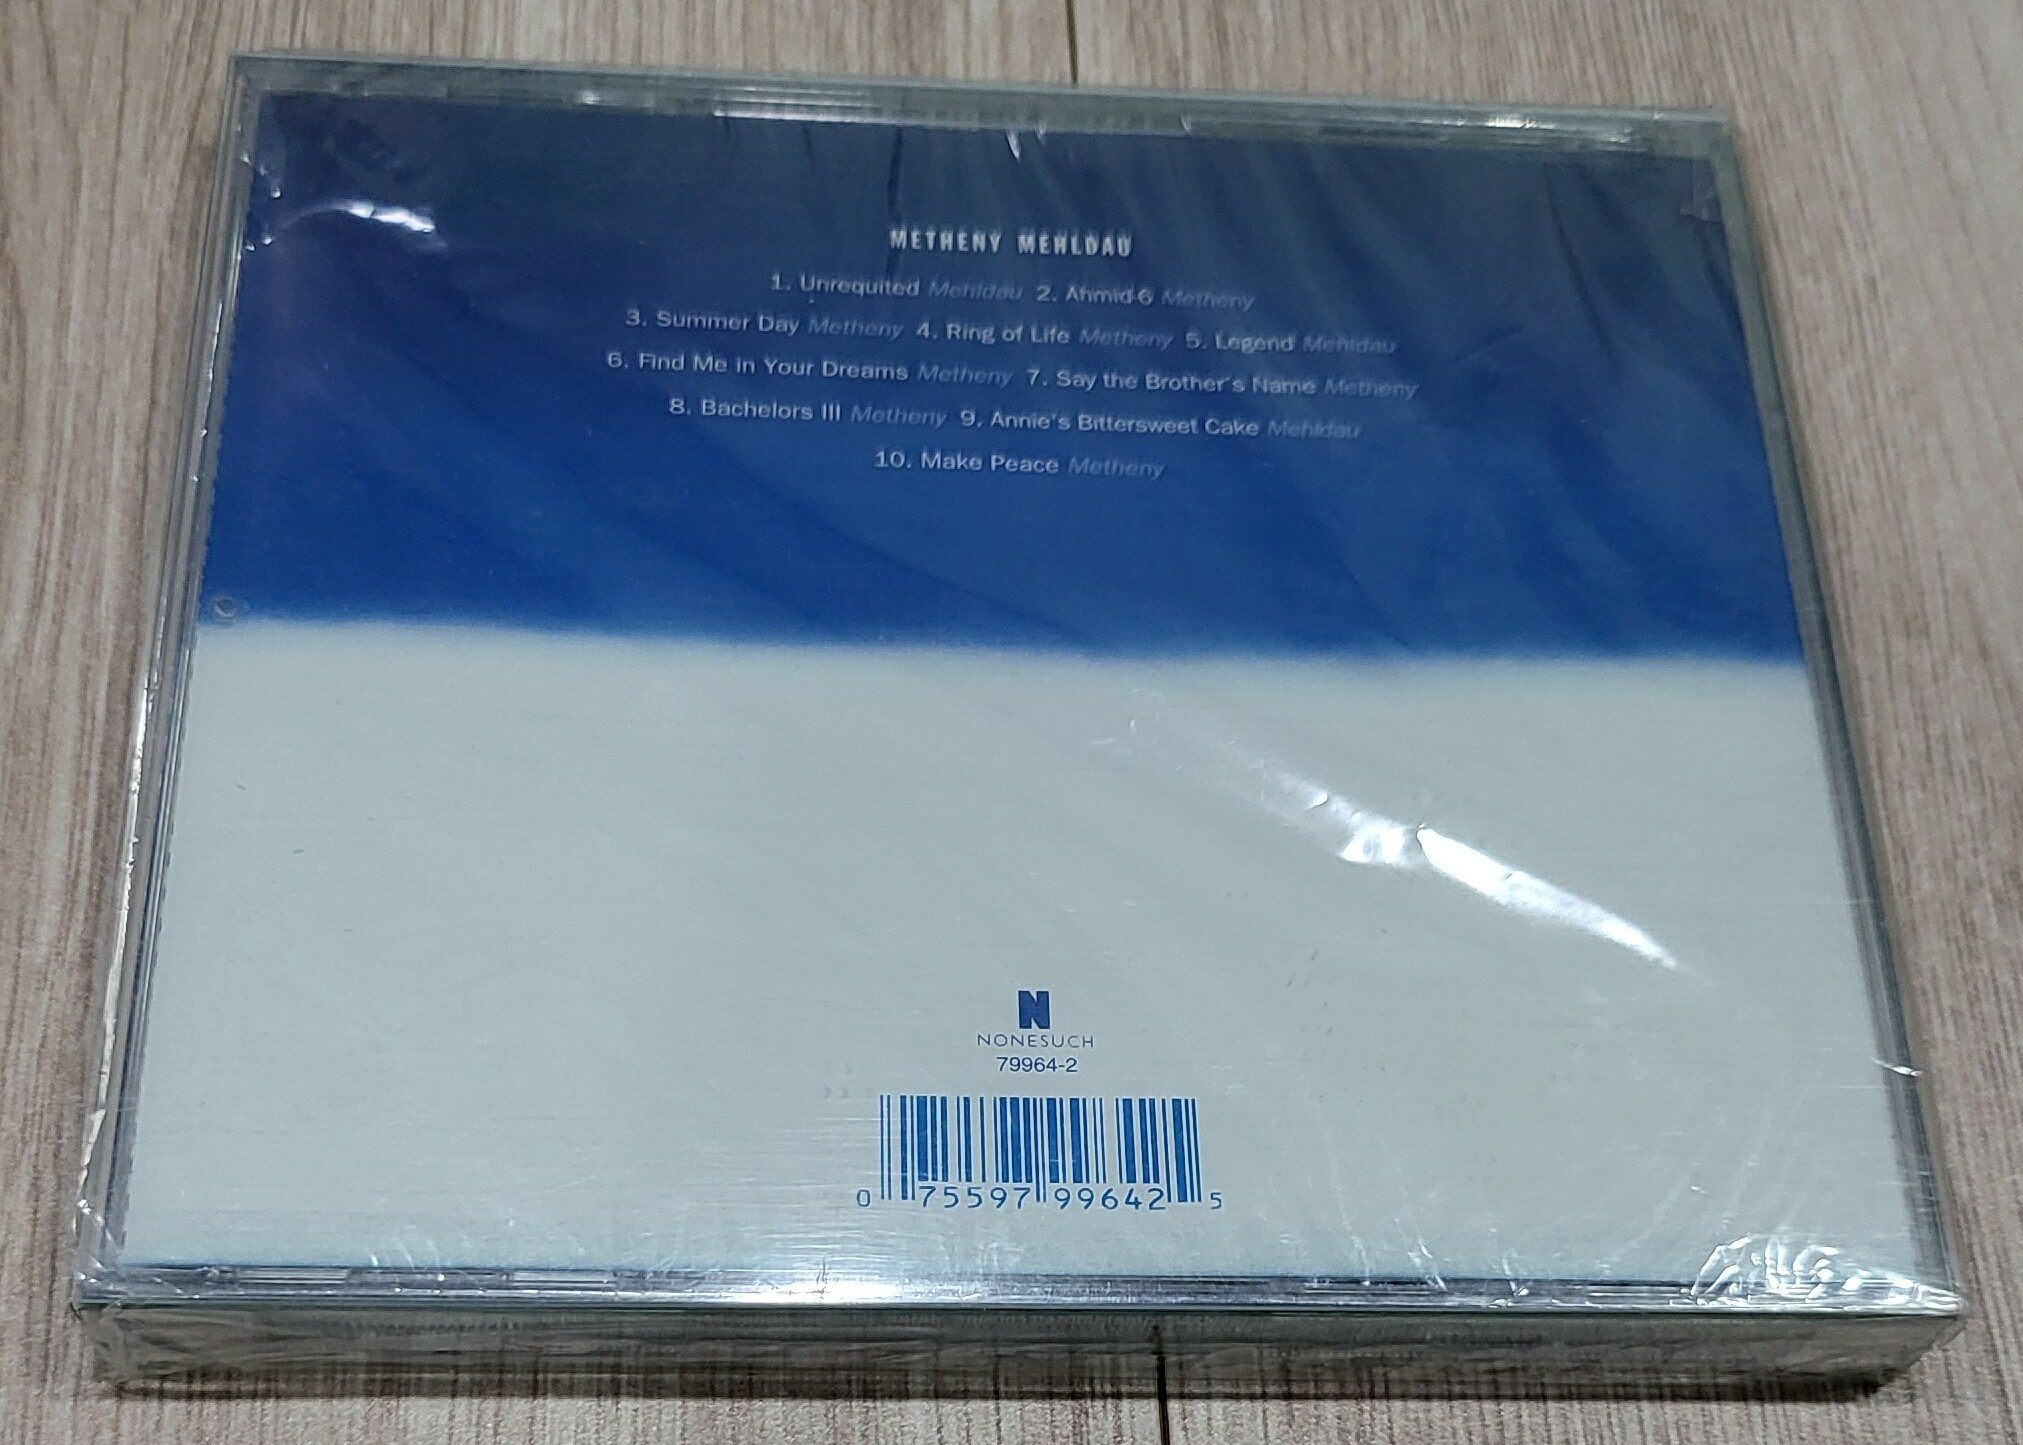 METHENY MEHLDAU
1. Unrequited Mehldau 2. Ahmid-6 Metheny
3. Summer Day Metheny 4. Ring of Life Metheny 5. Legend Mehldau
6. Find Me in Your Dreams Metheny 7. Say the Brother's Name Metheny
8. Bachelors III Metheny 9. Annie's Bittersweet Cake Mehldau
10. Make Peace Metheny
N
NONESUCH
79964-2
0 75597 99642 5